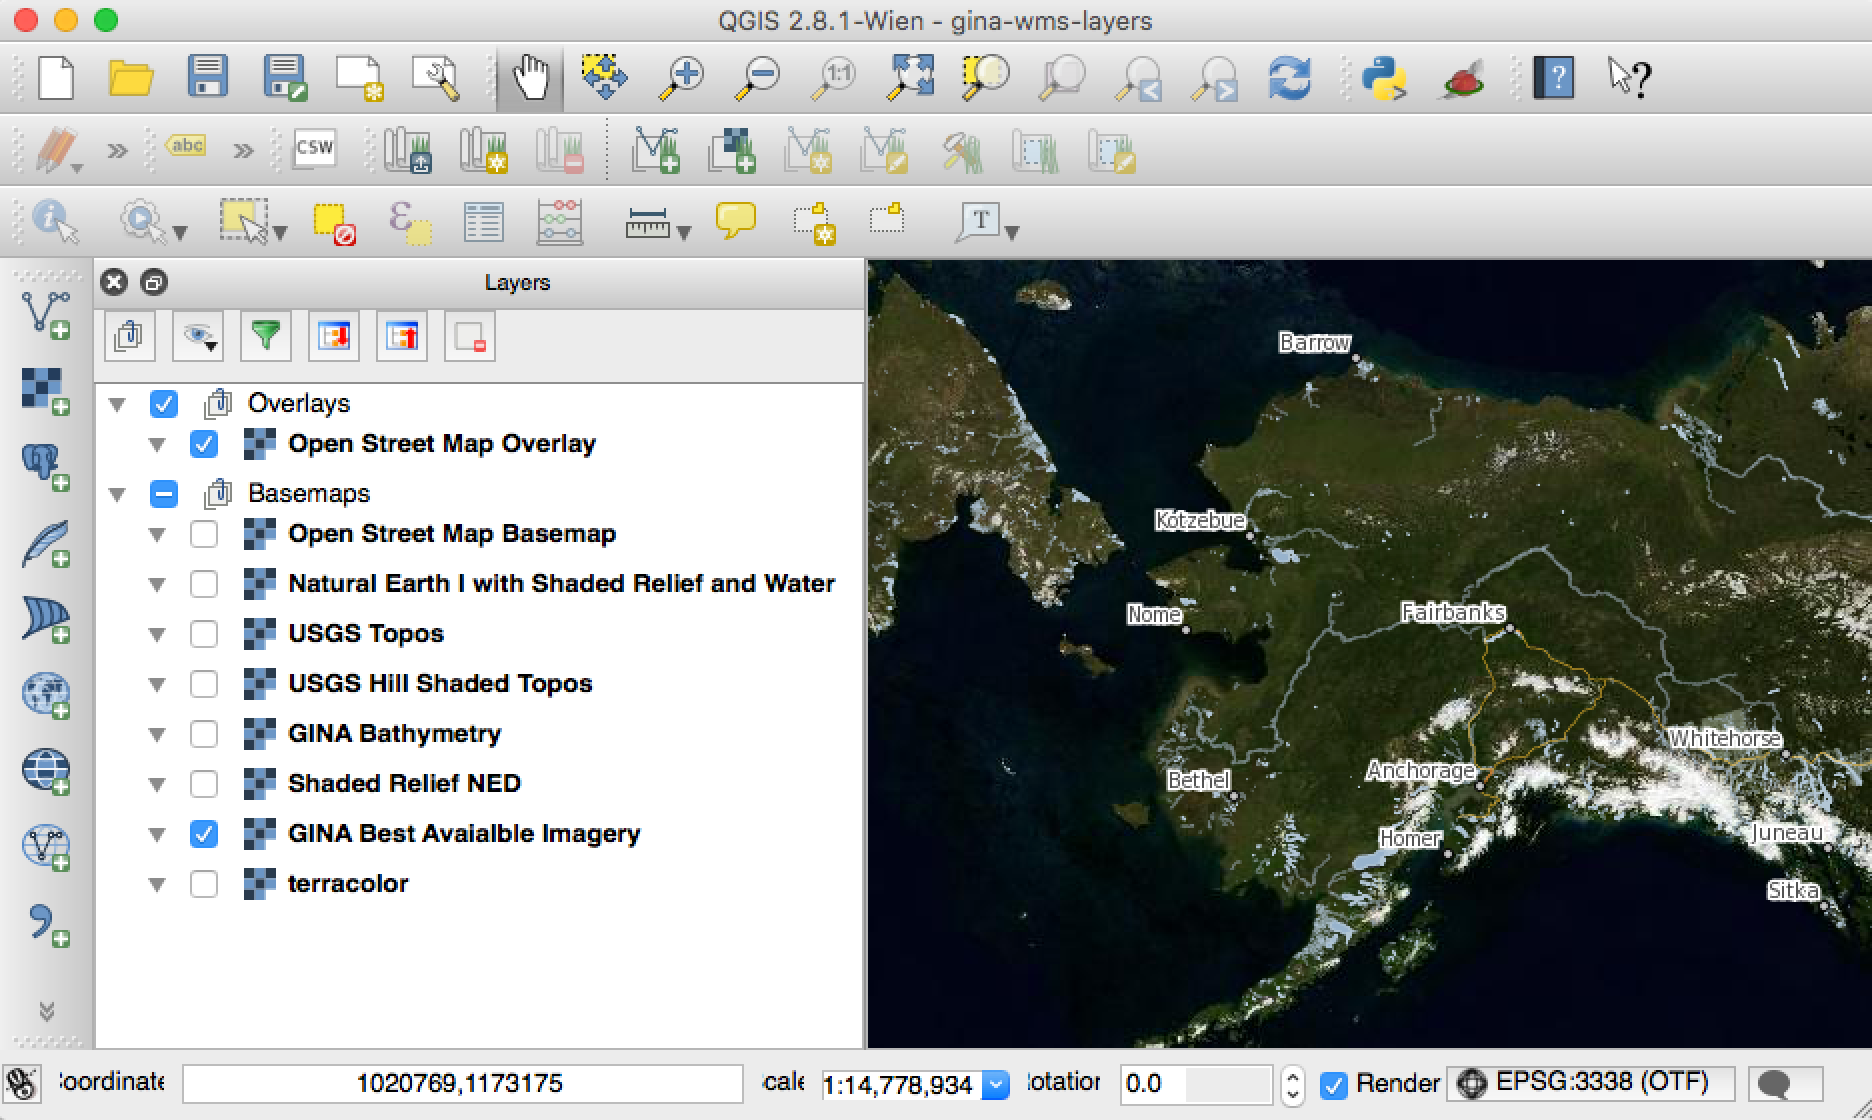 QGIS 2.8.1-Wien - gina-wms-layers
1:1
abc
CSW
T
Layers
Overlays
Open Street Map Overlay
Basemaps
Open Street Map Basemap
Natural Earth I with Shaded Relief and Water
USGS Topos
USGS Hill Shaded Topos
GINA Bathymetry
Shaded Relief NED
GINA Best Avaialble Imagery
terracolor
Barrow
Kotzebue
Nome
Fairbanks
Whitehorse
Anchorage
Bethel
Homer
Juneau
Sitka
oordinate 1020769,1173175 cale 1:14,778,934 otation 0.0 Render EPSG:3338 (OTF)